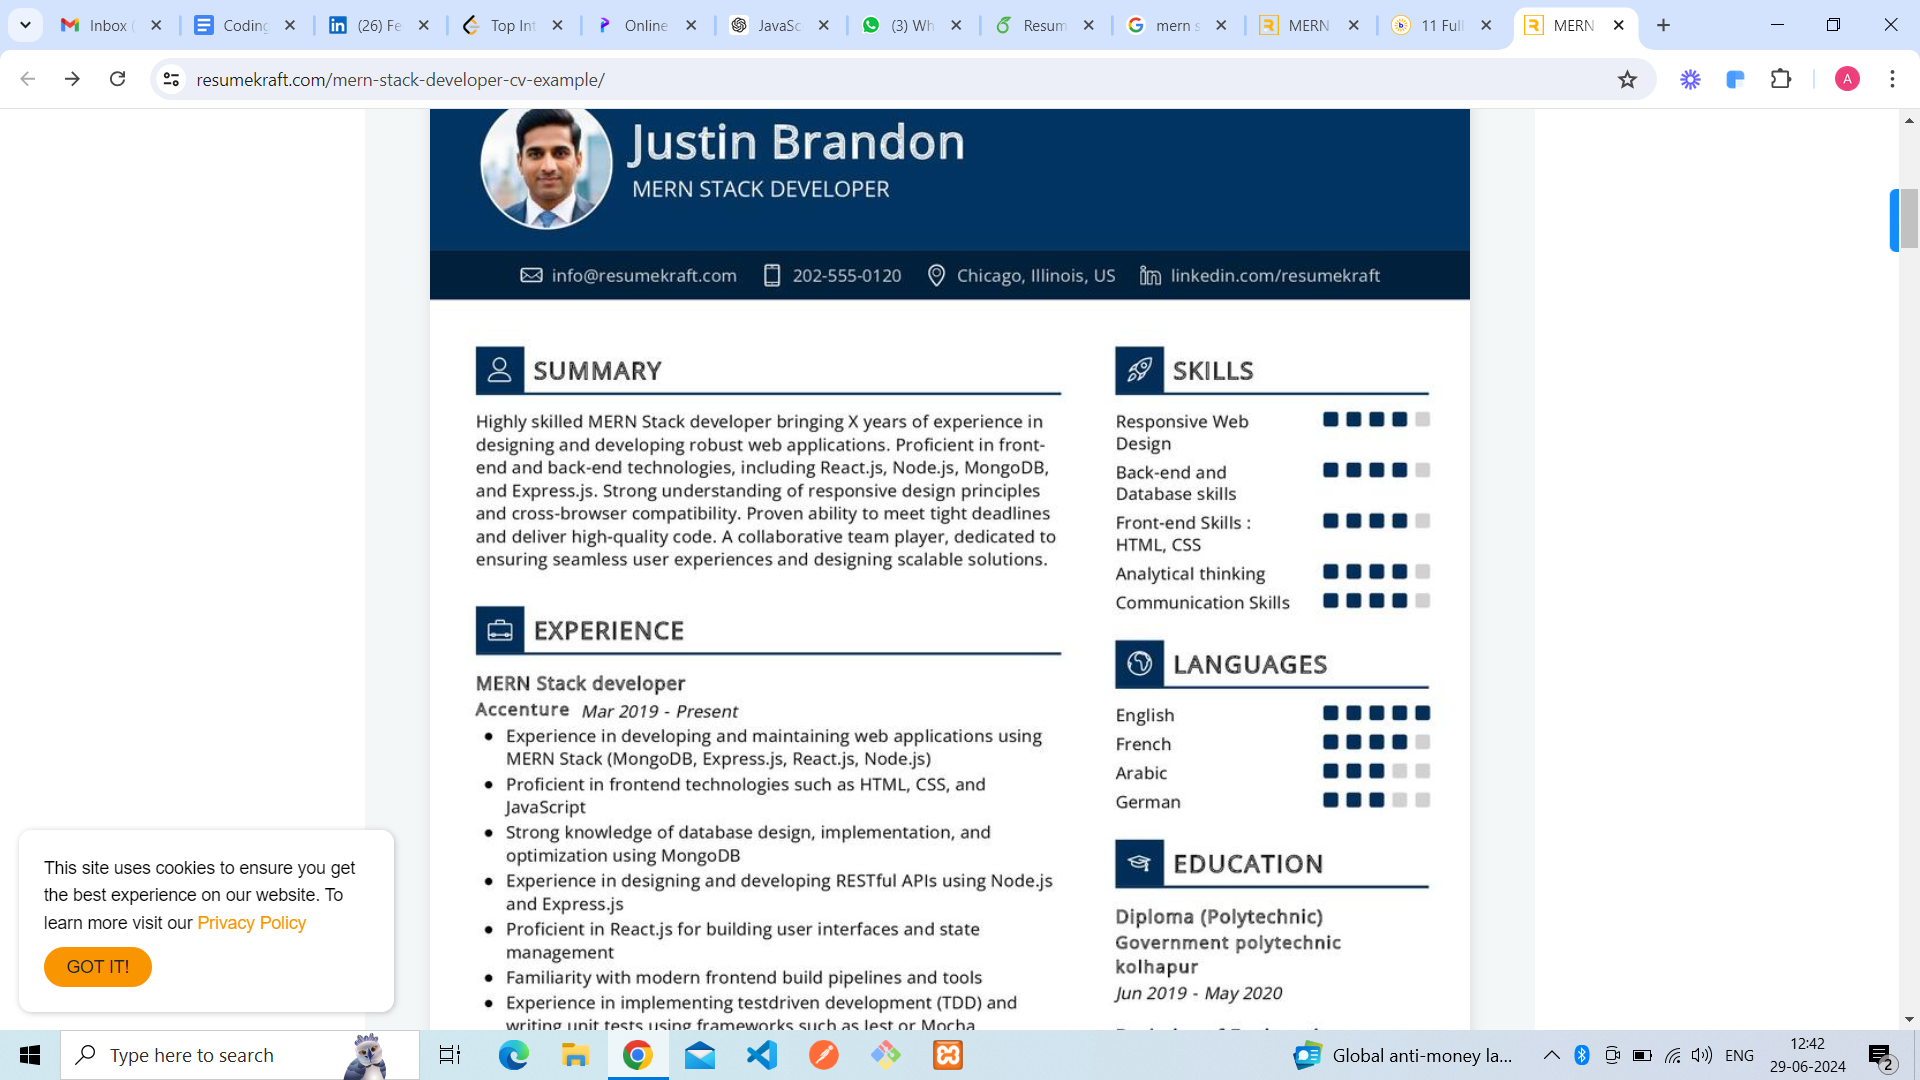 Inbox (
Coding
(26) Fe
Top Int
Online
JavaSc
(3) Wh
Resum
mern s
MERN
11 Full
MERN
resumekraft.com/mern-stack-developer-cv-example/
A
Justin Brandon
MERN STACK DEVELOPER
info@resumekraft.com 202-555-0120 Chicago, Illinois, US linkedin.com/resumekraft
SUMMARY
Highly skilled MERN Stack developer bringing X years of experience in
designing and developing robust web applications. Proficient in front-
end and back-end technologies, including React.js, Node.js, MongoDB,
and Express.js. Strong understanding of responsive design principles
and cross-browser compatibility. Proven ability to meet tight deadlines
and deliver high-quality code. A collaborative team player, dedicated to
ensuring seamless user experiences and designing scalable solutions.
EXPERIENCE
MERN Stack developer
Accenture Mar 2019 - Present
• Experience in developing and maintaining web applications using
MERN Stack (MongoDB, Express.js, React.js, Node.js)
• Proficient in frontend technologies such as HTML, CSS, and
JavaScript
• Strong knowledge of database design, implementation, and
optimization using MongoDB
• Experience in designing and developing RESTful APIs using Node.js
and Express.js
• Proficient in React.js for building user interfaces and state
management
• Familiarity with modern frontend build pipelines and tools
• Experience in implementing testdriven development (TDD) and
writing unit tests using frameworks such as Jest or Mocha
SKILLS
Responsive Web
Design
Back-end and
Database skills
Front-end Skills :
HTML, CSS
Analytical thinking
Communication Skills
LANGUAGES
English
French
Arabic
German
EDUCATION
Diploma (Polytechnic)
Government polytechnic
kolhapur
Jun 2019 - May 2020
This site uses cookies to ensure you get
the best experience on our website. To
learn more visit our Privacy Policy
GOT IT!
Type here to search
Global anti-money la...
ENG
12:42
29-06-2024
2